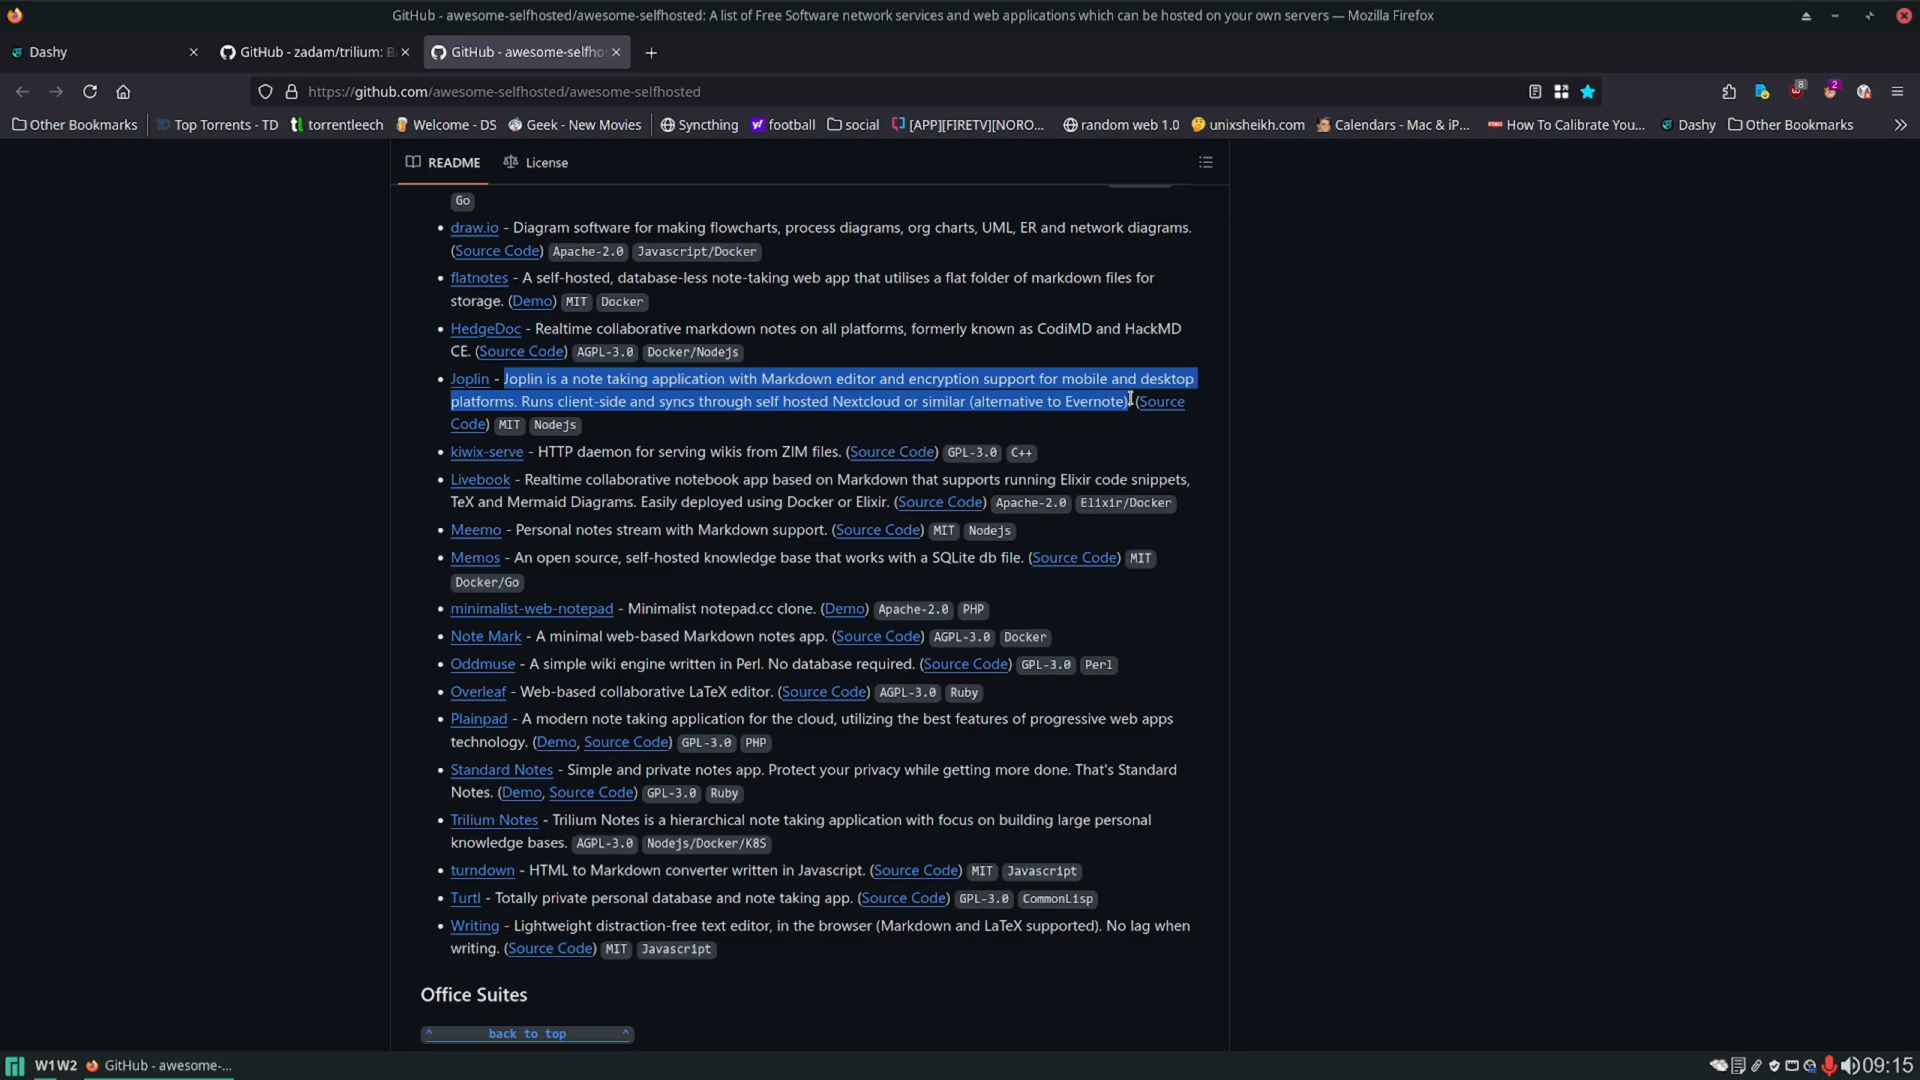 GitHub - awesome-selfhosted/awesome-selfhosted: A list of Free Software network services and web applications which can be hosted on your own servers — Mozilla Firefox
Dashy
GitHub - zadam/trilium: B
GitHub - awesome-selfho
https://github.com/awesome-selfhosted/awesome-selfhosted
8
2
Other Bookmarks
Top Torrents - TD
torrentleech
Welcome - DS
Geek - New Movies
Syncthing
football
social
[APP][FIRETV][NORO...
random web 1.0
unixsheikh.com
Calendars - Mac & iP...
How To Calibrate You...
Dashy
Other Bookmarks
README
License
Go
• draw.io - Diagram software for making flowcharts, process diagrams, org charts, UML, ER and network diagrams.
(Source Code) Apache-2.0 Javascript/Docker
• flatnotes - A self-hosted, database-less note-taking web app that utilises a flat folder of markdown files for
storage. (Demo) MIT Docker
• HedgeDoc - Realtime collaborative markdown notes on all platforms, formerly known as CodiMD and HackMD
CE. (Source Code) AGPL-3.0 Docker/Nodejs
• Joplin - Joplin is a note taking application with Markdown editor and encryption support for mobile and desktop
platforms. Runs client-side and syncs through self hosted Nextcloud or similar (alternative to Evernote). (Source
Code) MIT Nodejs
• kiwix-serve - HTTP daemon for serving wikis from ZIM files. (Source Code) GPL-3.0 C++
• Livebook - Realtime collaborative notebook app based on Markdown that supports running Elixir code snippets,
TeX and Mermaid Diagrams. Easily deployed using Docker or Elixir. (Source Code) Apache-2.0 Elixir/Docker
• Meemo - Personal notes stream with Markdown support. (Source Code) MIT Nodejs
• Memos - An open source, self-hosted knowledge base that works with a SQLite db file. (Source Code) MIT
Docker/Go
• minimalist-web-notepad - Minimalist notepad.cc clone. (Demo) Apache-2.0 PHP
• Note Mark - A minimal web-based Markdown notes app. (Source Code) AGPL-3.0 Docker
• Oddmuse - A simple wiki engine written in Perl. No database required. (Source Code) GPL-3.0 Perl
• Overleaf - Web-based collaborative LaTeX editor. (Source Code) AGPL-3.0 Ruby
• Plainpad - A modern note taking application for the cloud, utilizing the best features of progressive web apps
technology. (Demo, Source Code) GPL-3.0 PHP
• Standard Notes - Simple and private notes app. Protect your privacy while getting more done. That's Standard
Notes. (Demo, Source Code) GPL-3.0 Ruby
• Trilium Notes - Trilium Notes is a hierarchical note taking application with focus on building large personal
knowledge bases. AGPL-3.0 Nodejs/Docker/K8S
• turndown - HTML to Markdown converter written in Javascript. (Source Code) MIT Javascript
• Turtl - Totally private personal database and note taking app. (Source Code) GPL-3.0 CommonLisp
• Writing - Lightweight distraction-free text editor, in the browser (Markdown and LaTeX supported). No lag when
writing. (Source Code) MIT Javascript
Office Suites
^ back to top ^
W1 W2 GitHub - awesome-...
09:15